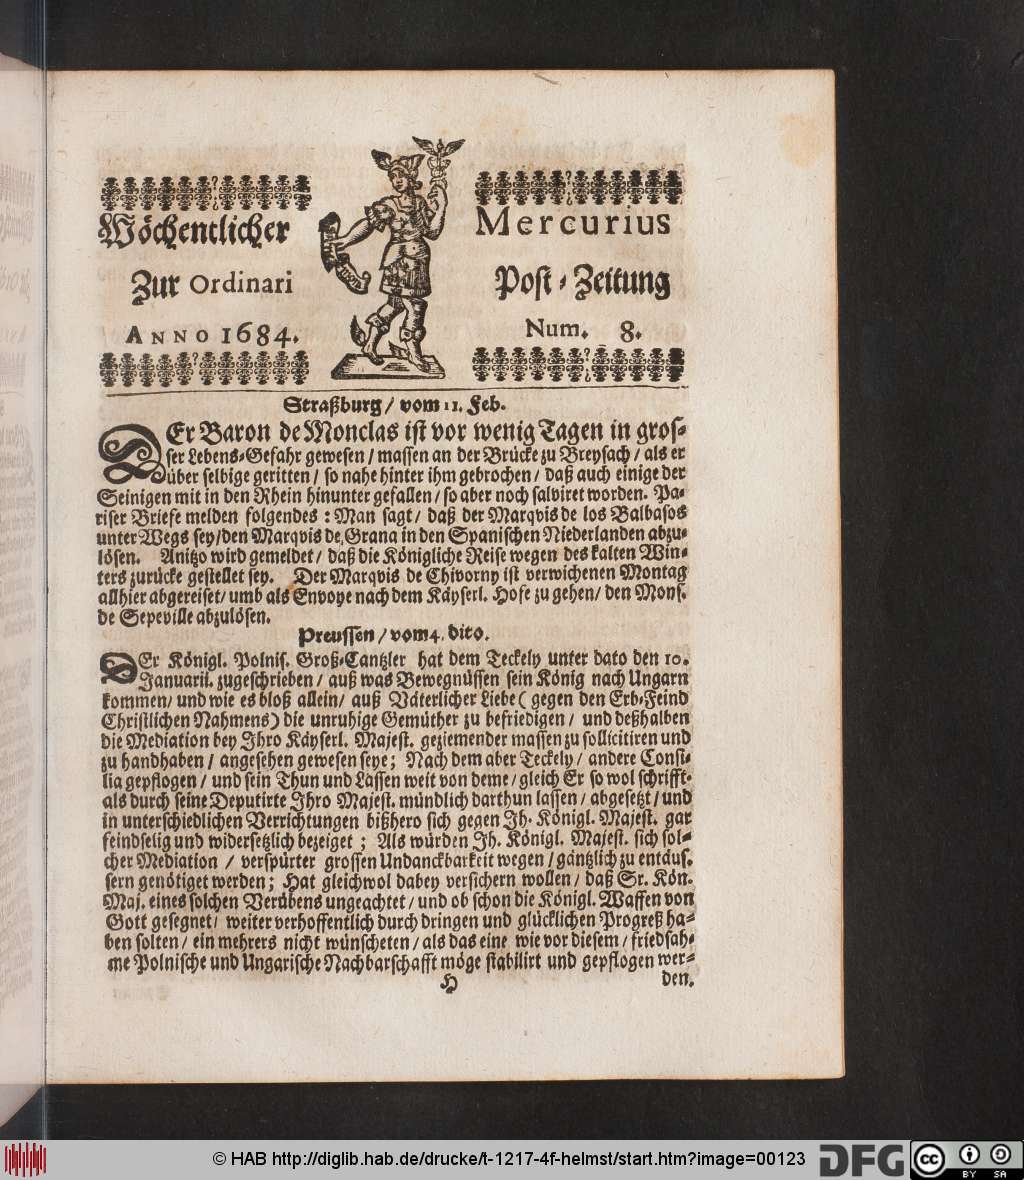 Wöchentlicher Mercurius
Zur Ordinari Post-Zeitung
ANNO 1684. Num. 8.
Straßburg / vom 11. Feb.
DEr Baron de Monclas ist vor wenig Tagen in gros-
ser Lebens-Gefahr gewesen / massen an der Brücke zu Breysach / als er
über selbige geritten / so nahe hinter ihm gebrochen / daß auch einige der
Seinigen mit in den Rhein hinunter gefallen / so aber noch salviret worden. Pa-
riser Briefe melden folgendes : Man sagt / daß der Marqvis de los Balbasos
unter Wegs sey / den Marqvis de Grana in den Spanischen Niederlanden abzu-
lösen. Anitzo wird gemeldet / daß die Königliche Reise wegen des kalten Win-
ters zurücke gestellet sey. Der Marqvis de Chivorny ist verwichenen Montag
allhier abgereiset / umb als Envoye nach dem Käyserl. Hofe zu gehen / den Mons.
de Sepeville abzulösen.
Preussen / vom 4. dito.
DEr Königl. Polnis. Groß-Cantzler hat dem Teckely unter dato den 10.
Januarii. zugeschrieben / auß was Bewegnüssen sein König nach Ungarn
kommen / und wie es bloß allein / auß Väterlicher Liebe ( gegen den Erb-Feind
Christlichen Nahmens ) die unruhige Gemüther zu befriedigen / und deßhalben
die Mediation bey Ihro Käyserl. Majest. geziemender massen zu sollicitiren und
zu handhaben / angesehen gewesen seye ; Nach dem aber Teckely / andere Consi-
lia gepflogen / und sein Thun und Lassen weit von deme / gleich Er so wol schrifft-
als durch seine Deputirte Ihro Majest. mündlich darthun lassen / abgesetzt / und
in unterschiedlichen Verrichtungen bißhero sich gegen Ih. Königl. Majest. gar
feindselig und widersetzlich bezeiget ; Als würden Ih. Königl. Majest. sich sol-
cher Mediation / verspürter grossen Undanckbarkeit wegen / gäntzlich zu entäus-
sern genötiget werden ; Hat gleichwol dabey versichern wollen / daß Sr. Kön.
Maj. eines solchen Verübens ungeachtet / und ob schon die Königl. Waffen von
Gott gesegnet / weiter verhoffentlich durch dringen und glücklichen Progreß ha-
ben solten / ein mehrers nicht wünscheten / als das eine wie vor diesem / friedsah-
me Polnische und Ungarische Nachbarschafft möge stabilirt und gepflogen wer-
H den.
© HAB http://diglib.hab.de/drucke/t-1217-4f-helmst/start.htm?image=00123
DFG
cc BY SA